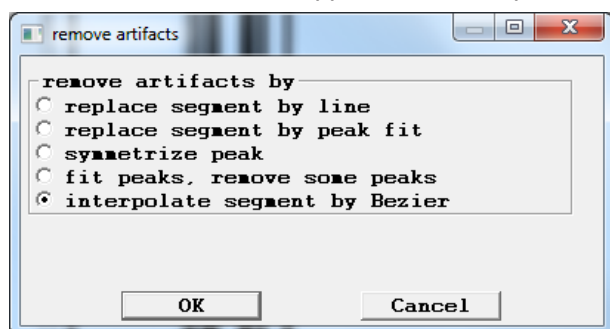 remove artifacts
remove artifacts by
replace segment by line
replace segment by peak fit
symmetrize peak
fit peaks, remove some peaks
interpolate segment by Bezier
OK Cancel